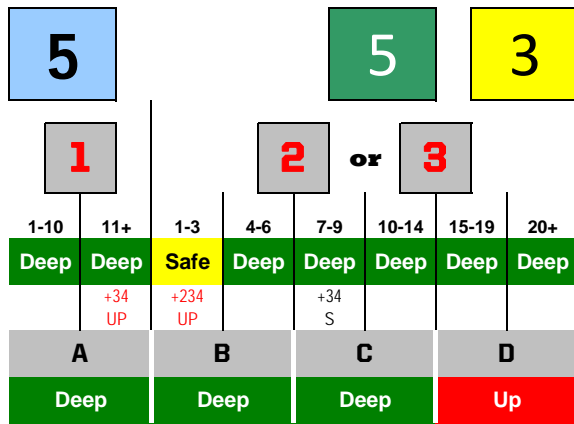 5 5 3
1 2 or 3
1-10 11+ 1-3 4-6 7-9 10-14 15-19 20+
Deep Deep Safe Deep Deep Deep Deep Deep
+34 +234 +34
UP UP S
A B C D
Deep Deep Deep Up